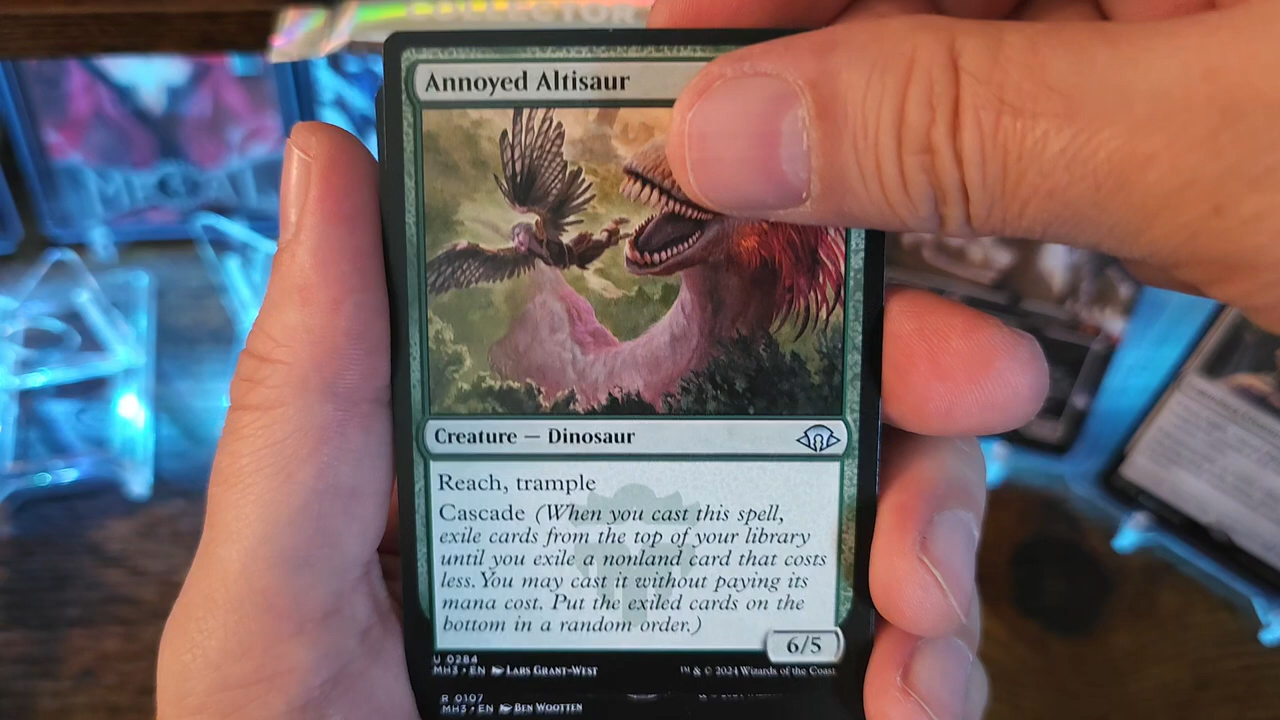 COLLECTOR
METAL
Annoyed Altisaur
Creature — Dinosaur
Reach, trample
Cascade (When you cast this spell,
exile cards from the top of your library
until you exile a nonland card that costs
less. You may cast it without paying its
mana cost. Put the exiled cards on the
bottom in a random order.)
6/5
U 0284
MH3 • EN Lars Grant-West
™ & © 2024 Wizards of the Coast
R 0107
MH3 • EN Ben Wootten